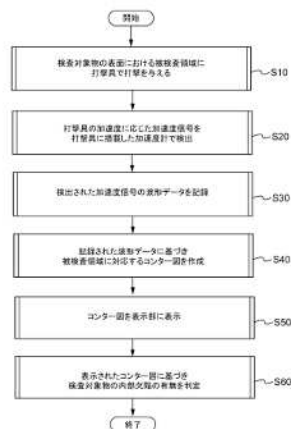 開始
検査対象物の表面における被検査領域に
打撃具で打撃を与える
S10
打撃具の加速度に応じた加速度信号を
打撃具に搭載した加速度計で検出
S20
検出された加速度信号の波形データを記録
S30
記録された波形データに基づき
被検査領域に対応するコンター図を作成
S40
コンター図を表示部に表示
S50
表示されたコンター図に基づき
検査対象物の内部欠陥の有無を判定
S60
終了